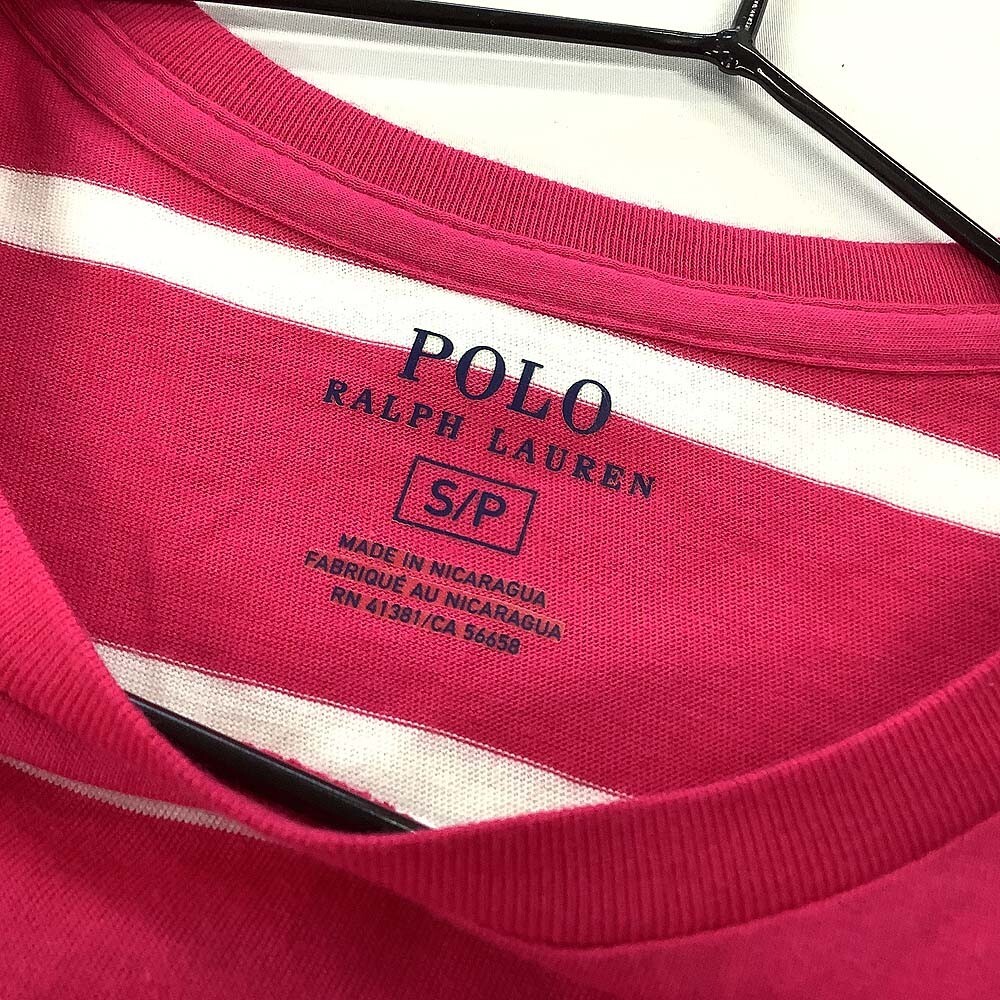 POLO
RALPH LAUREN
S/P
MADE IN NICARAGUA
FABRIQUÉ AU NICARAGUA
RN 41381/CA 56658